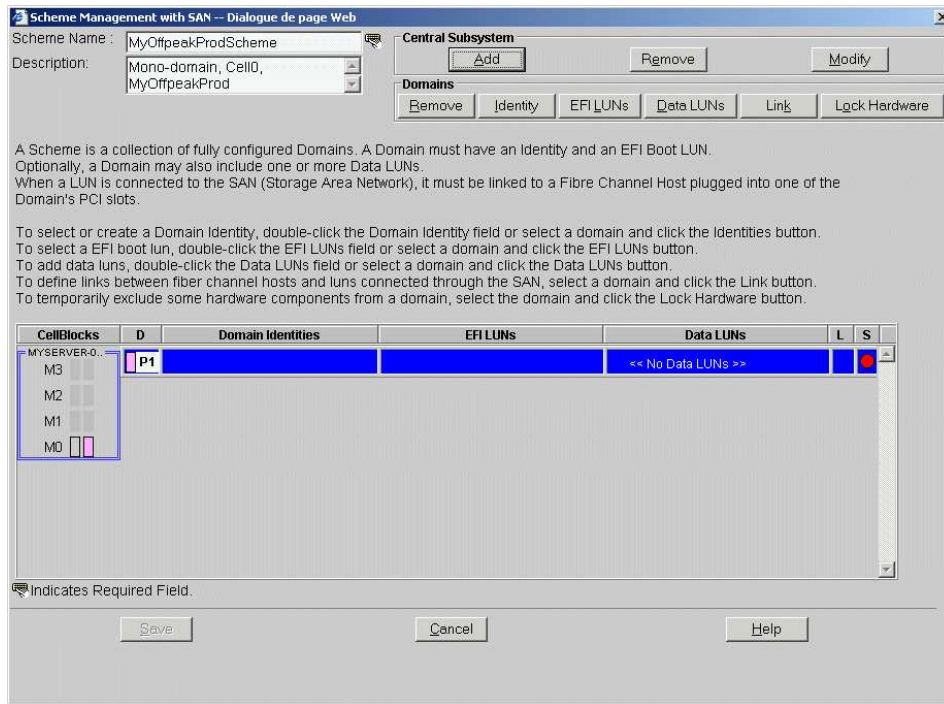 Scheme Management with SAN -- Dialogue de page Web
Scheme Name : MyOffpeakProdScheme
Description: Mono-domain, Cell0,
MyOffpeakProd
Central Subsystem
Add Remove Modify
Domains
Remove Identity EFI LUNs Data LUNs Link Lock Hardware
A Scheme is a collection of fully configured Domains. A Domain must have an Identity and an EFI Boot LUN.
Optionally, a Domain may also include one or more Data LUNs.
When a LUN is connected to the SAN (Storage Area Network), it must be linked to a Fibre Channel Host plugged into one of the
Domain's PCI slots.
To select or create a Domain Identity, double-click the Domain Identity field or select a domain and click the Identities button.
To select a EFI boot lun, double-click the EFI LUNs field or select a domain and click the EFI LUNs button.
To add data luns, double-click the Data LUNs field or select a domain and click the Data LUNs button.
To define links between fiber channel hosts and luns connected through the SAN, select a domain and click the Link button.
To temporarily exclude some hardware components from a domain, select the domain and click the Lock Hardware button.
CellBlocks D Domain Identities EFI LUNs Data LUNs L S
MYSERVER-0..
P1 << No Data LUNs >>
M3
M2
M1
M0
Indicates Required Field.
Save Cancel Help